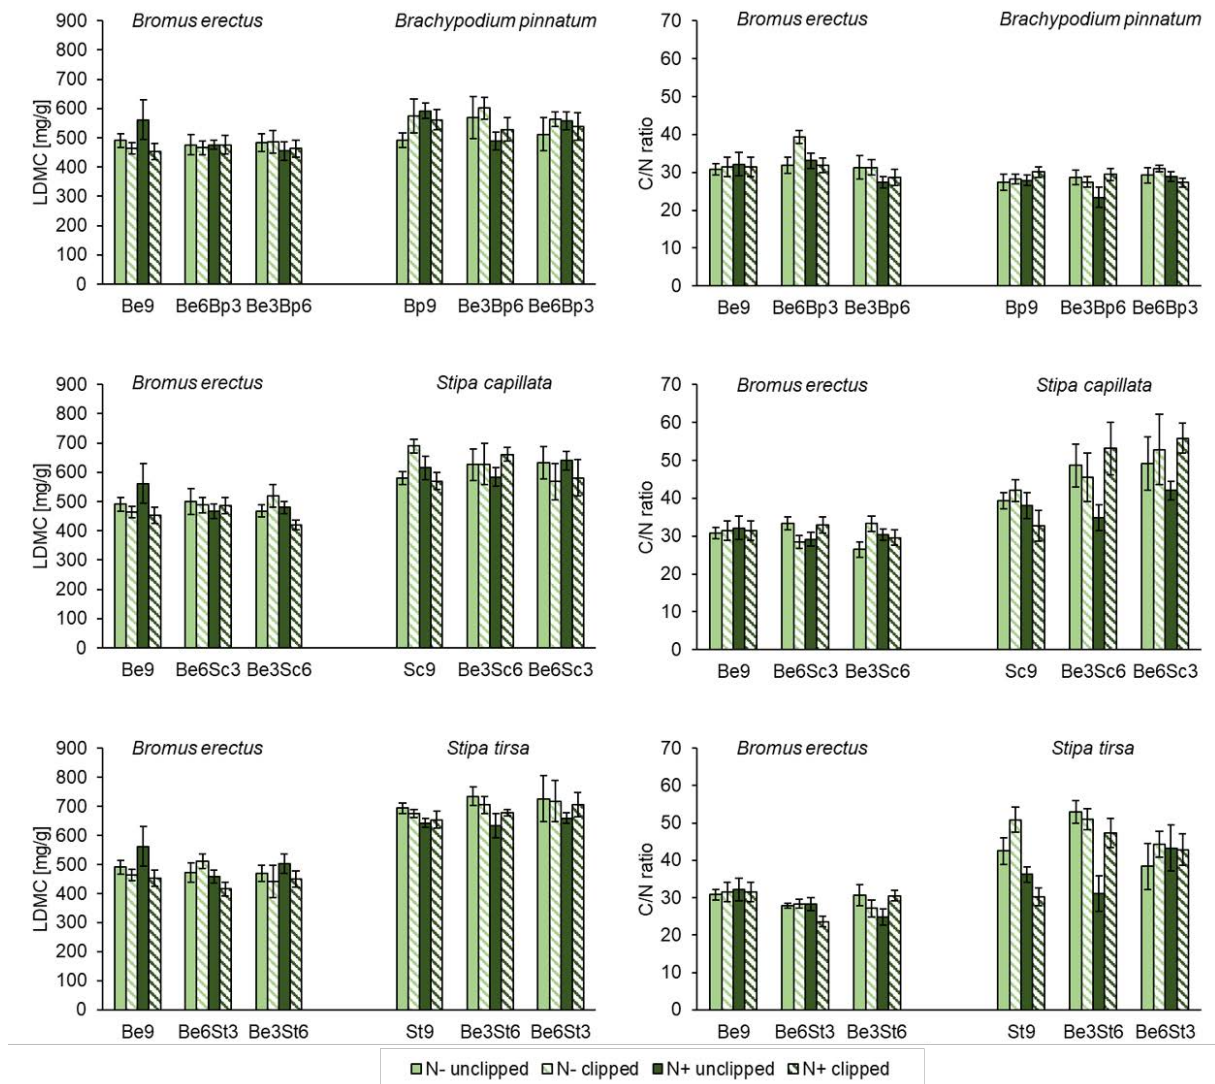 Bromus erectus Brachypodium pinnatum
LDMC [mg/g]
900
800
700
600
500
400
300
200
100
0
Be9 Be6Bp3 Be3Bp6 Bp9 Be3Bp6 Be6Bp3
Bromus erectus Brachypodium pinnatum
C/N ratio
70
60
50
40
30
20
10
0
Be9 Be6Bp3 Be3Bp6 Bp9 Be3Bp6 Be6Bp3
Bromus erectus Stipa capillata
LDMC [mg/g]
900
800
700
600
500
400
300
200
100
0
Be9 Be6Sc3 Be3Sc6 Sc9 Be3Sc6 Be6Sc3
Bromus erectus Stipa capillata
C/N ratio
70
60
50
40
30
20
10
0
Be9 Be6Sc3 Be3Sc6 Sc9 Be3Sc6 Be6Sc3
Bromus erectus Stipa tirsa
LDMC [mg/g]
900
800
700
600
500
400
300
200
100
0
Be9 Be6St3 Be3St6 St9 Be3St6 Be6St3
Bromus erectus Stipa tirsa
C/N ratio
70
60
50
40
30
20
10
0
Be9 Be6St3 Be3St6 St9 Be3St6 Be6St3
N- unclipped N- clipped N+ unclipped N+ clipped